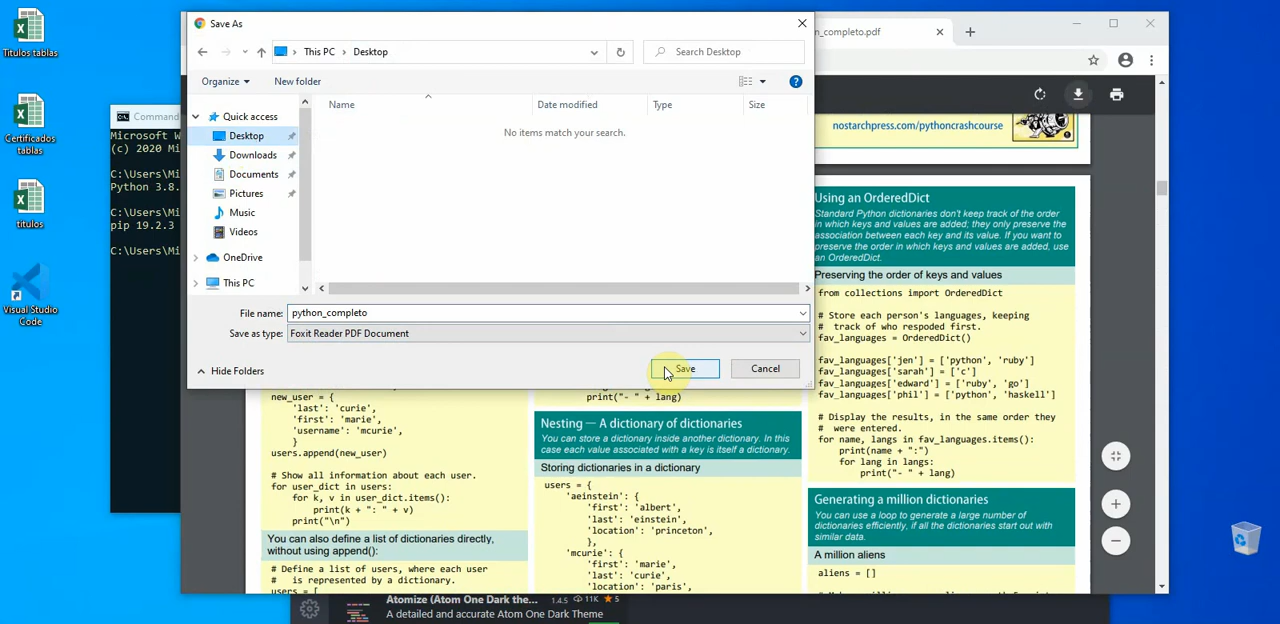 Titulos tablas
Certificados
tablas
titulos
Visual Studio
Code
Command
Microsoft W
(c) 2020 Mi
C:\Users\Mi
Python 3.8.
C:\Users\Mi
pip 19.2.3
C:\Users\Mi
Save As
This PC
Desktop
Search Desktop
Organize
New folder
?
Quick access
Desktop
Downloads
Documents
Pictures
Music
Videos
OneDrive
This PC
Name
Date modified
Type
Size
No items match your search.
File name:
python_completo
Save as type:
Foxit Reader PDF Document
Hide Folders
Save
Cancel
n_completo.pdf
nostarchpress.com/pythoncrashcourse
new_user = {
'last': 'curie',
'first': 'marie',
'username': 'mcurie',
}
users.append(new_user)
# Show all information about each user.
for user_dict in users:
for k, v in user_dict.items():
print(k + ": " + v)
print("\n")
You can also define a list of dictionaries directly,
without using append():
# Define a list of users, where each user
# is represented by a dictionary.
users = [
print("- " + lang)
Nesting — A dictionary of dictionaries
You can store a dictionary inside another dictionary. In this
case each value associated with a key is itself a dictionary.
Storing dictionaries in a dictionary
users = {
'aeinstein': {
'first': 'albert',
'last': 'einstein',
'location': 'princeton',
},
'mcurie': {
'first': 'marie',
'last': 'curie',
'location': 'paris',
Using an OrderedDict
Standard Python dictionaries don't keep track of the order
in which keys and values are added; they only preserve the
association between each key and its value. If you want to
preserve the order in which keys and values are added, use
an OrderedDict.
Preserving the order of keys and values
from collections import OrderedDict
# Store each person's languages, keeping
# track of who respoded first.
fav_languages = OrderedDict()
fav_languages['jen'] = ['python', 'ruby']
fav_languages['sarah'] = ['c']
fav_languages['edward'] = ['ruby', 'go']
fav_languages['phil'] = ['python', 'haskell']
# Display the results, in the same order they
# were entered.
for name, langs in fav_languages.items():
print(name + ":")
for lang in langs:
print("- " + lang)
Generating a million dictionaries
You can use a loop to generate a large number of
dictionaries efficiently, if all the dictionaries start out with
similar data.
A million aliens
aliens = []
Atomize (Atom One Dark the... 1.4.5 11K 5
A detailed and accurate Atom One Dark Theme